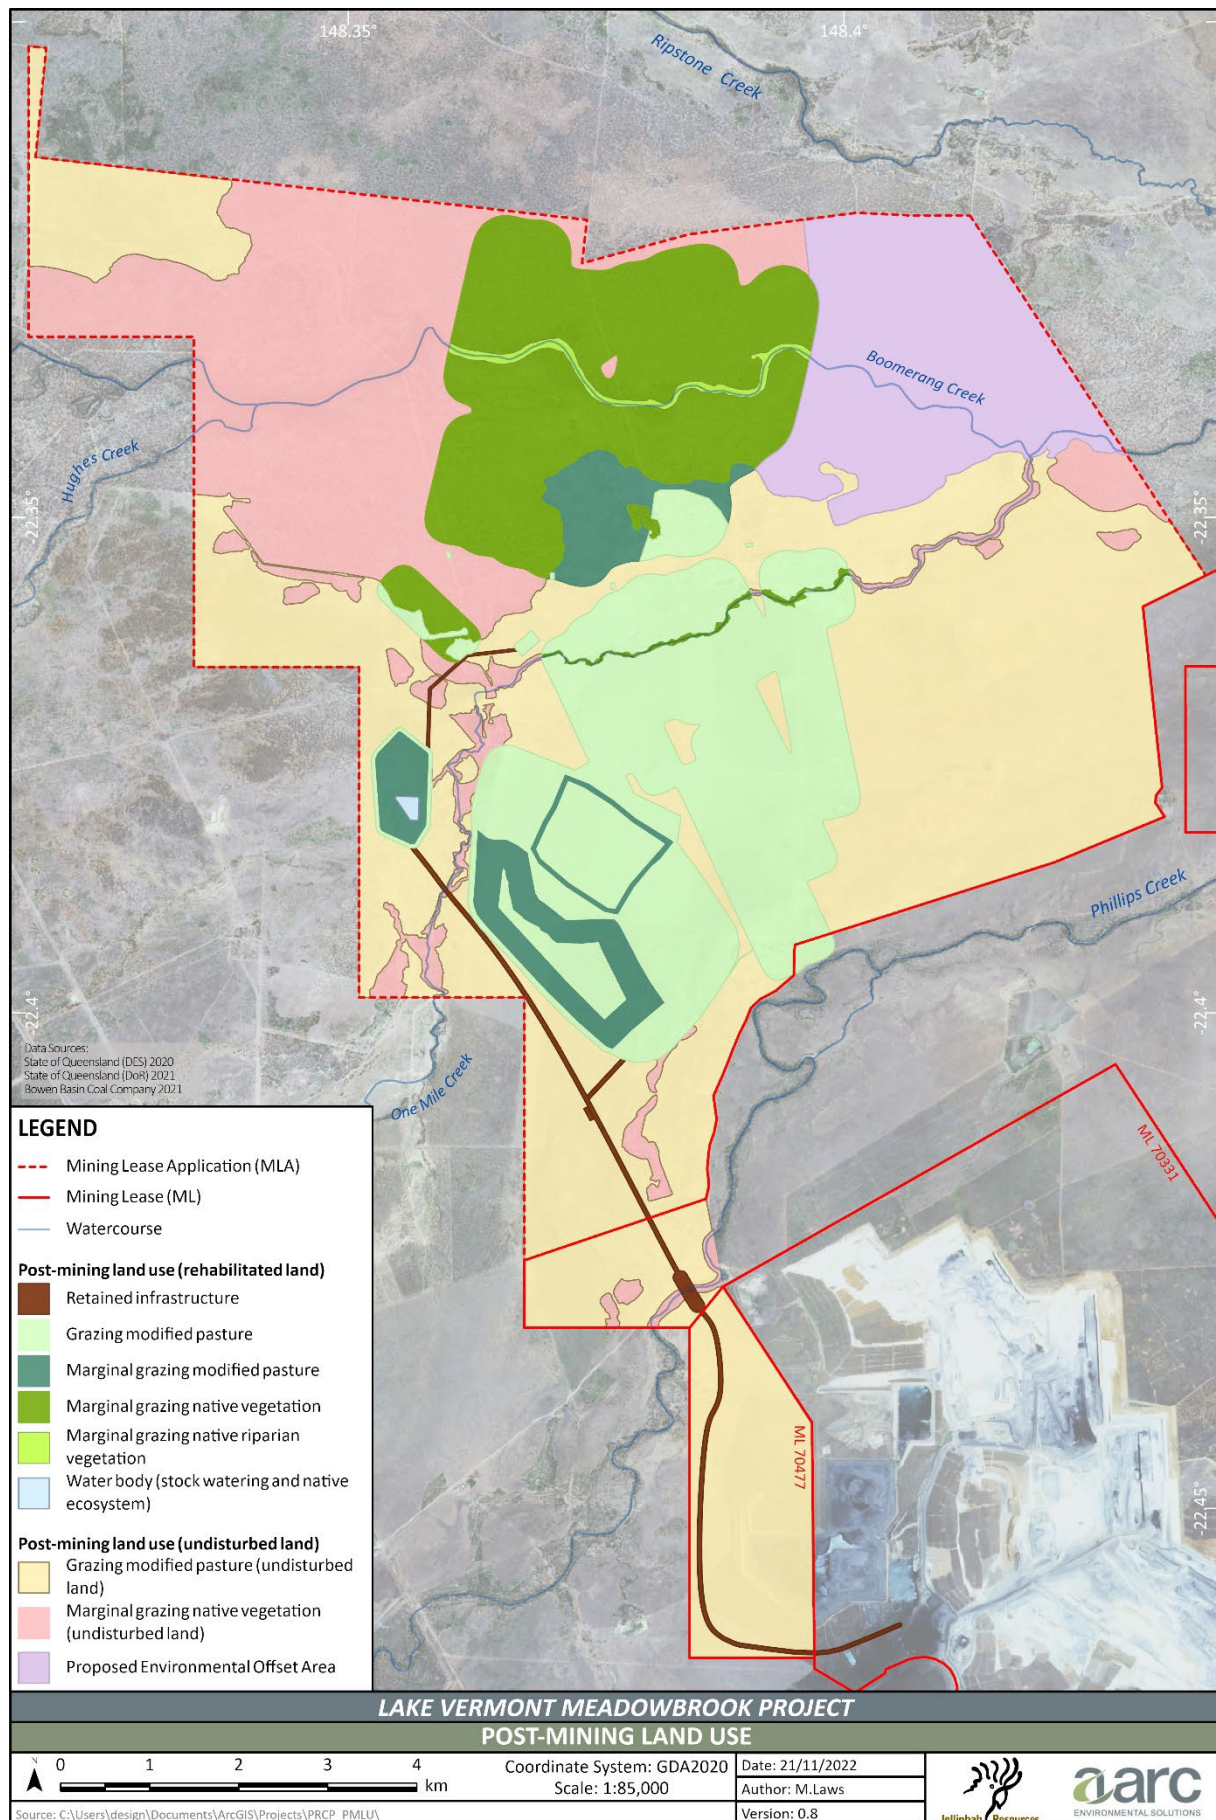 148.35°
148.4°
Ripstone Creek
Boomerang Creek
Hughes Creek
-22.35°
-22.35°
Phillips Creek
-22.4°
-22.4°
Data Sources:
State of Queensland (DES) 2020
State of Queensland (DoR) 2021
Bowen Basin Coal Company 2021
One Mile Creek
ML 70331
ML 70477
-22.45°
LEGEND
Mining Lease Application (MLA)
Mining Lease (ML)
Watercourse
Post-mining land use (rehabilitated land)
Retained infrastructure
Grazing modified pasture
Marginal grazing modified pasture
Marginal grazing native vegetation
Marginal grazing native riparian
vegetation
Water body (stock watering and native
ecosystem)
Post-mining land use (undisturbed land)
Grazing modified pasture (undisturbed
land)
Marginal grazing native vegetation
(undisturbed land)
Proposed Environmental Offset Area
LAKE VERMONT MEADOWBROOK PROJECT
POST-MINING LAND USE
N
0 1 2 3 4
km
Coordinate System: GDA2020
Scale: 1:85,000
Date: 21/11/2022
Author: M.Laws
Version: 0.8
Source: C:\Users\design\Documents\ArcGIS\Projects\PRCP_PMLU\
Jellinbah Resources
aarc
ENVIRONMENTAL SOLUTIONS